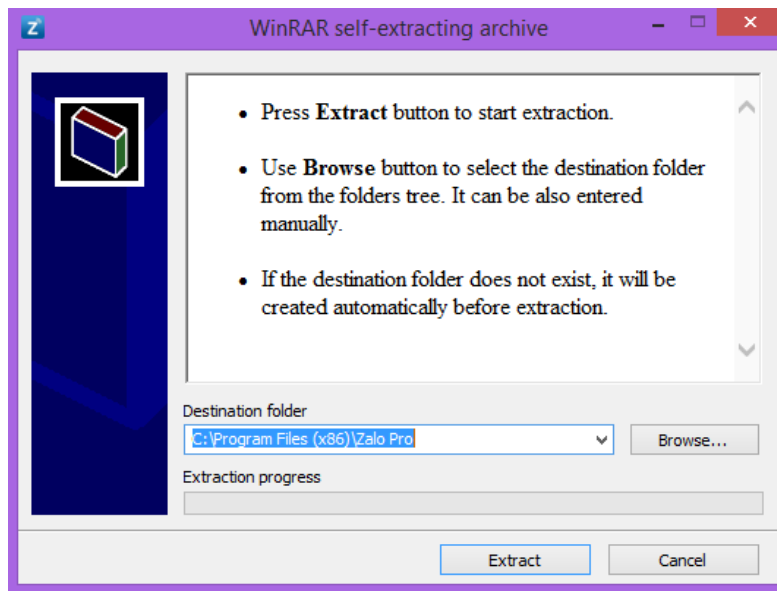 Z
WinRAR self-extracting archive
• Press Extract button to start extraction.
• Use Browse button to select the destination folder
from the folders tree. It can be also entered
manually.
• If the destination folder does not exist, it will be
created automatically before extraction.
Destination folder
C:\Program Files (x86)\Zalo Pro
Browse...
Extraction progress
Extract
Cancel